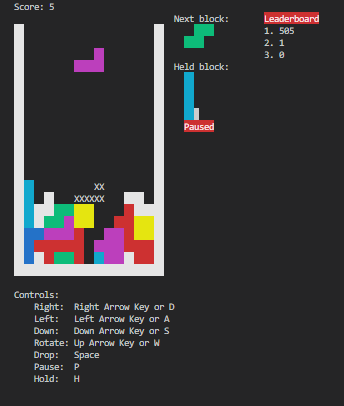 Score: 5
Next block:
Leaderboard
1. 505
2. 1
3. 0
Held block:
Paused
XX
XXXXXX
Controls:
Right: Right Arrow Key or D
Left: Left Arrow Key or A
Down: Down Arrow Key or S
Rotate: Up Arrow Key or W
Drop: Space
Pause: P
Hold: H